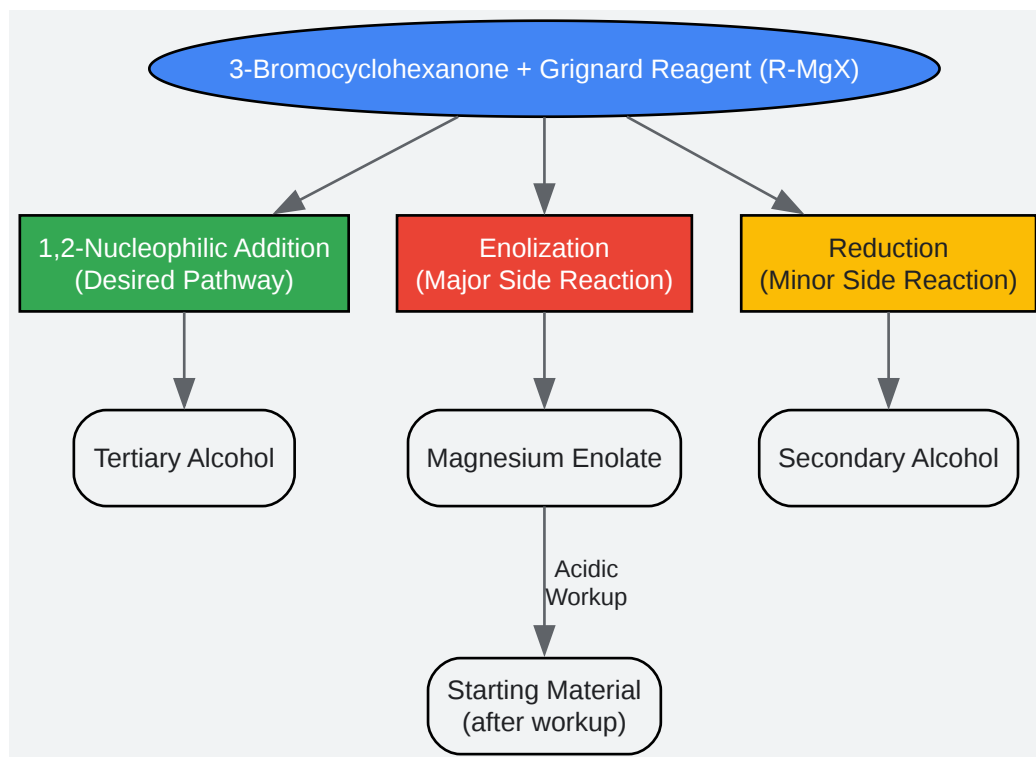 3-Bromocyclohexanone + Grignard Reagent (R-MgX)
1,2-Nucleophilic Addition
(Desired Pathway)
Enolization
(Major Side Reaction)
Reduction
(Minor Side Reaction)
Tertiary Alcohol
Magnesium Enolate
Secondary Alcohol
Acidic
Workup
Starting Material
(after workup)